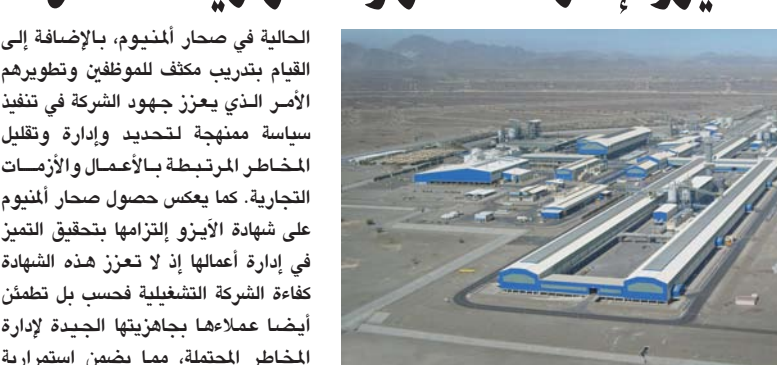 الحالية في صحار ألمنيوم، بالإضافة إلى
القيام بتدريب مكثف للموظفين وتطويرهم
الأمر الذي يعزز جهود الشركة في تنفيذ
سياسة ممنهجة لتحديد وإدارة وتقليل
المخاطر المرتبطة بالأعمال والأزمات
التجارية. كما يعكس حصول صحار ألمنيوم
على شهادة الآيزو إلتزامها بتحقيق التميز
في إدارة أعمالها إذ لا تعزز هذه الشهادة
كفاءة الشركة التشغيلية فحسب بل تطمئن
أيضا عملاءها بجاهزيتها الجيدة لإدارة
المخاطر المحتملة، مما يضمن استمرارية